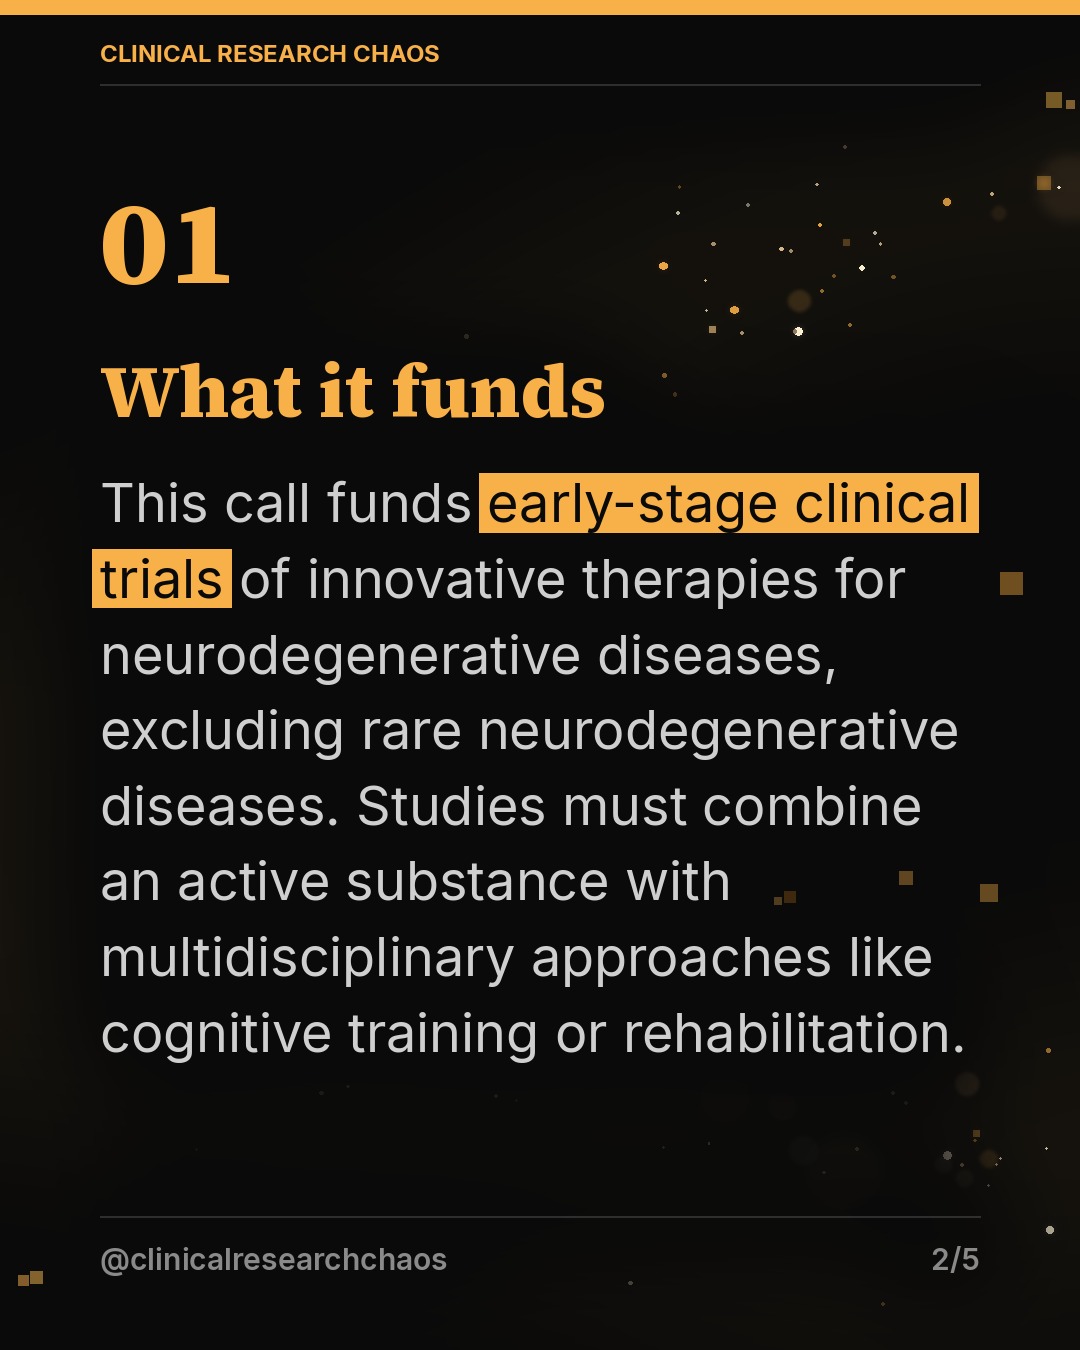 CLINICAL RESEARCH CHAOS
01
What it funds
This call funds early-stage clinical
trials of innovative therapies for
neurodegenerative diseases,
excluding rare neurodegenerative
diseases. Studies must combine
an active substance with
multidisciplinary approaches like
cognitive training or rehabilitation.
@clinicalresearchchaos
2/5